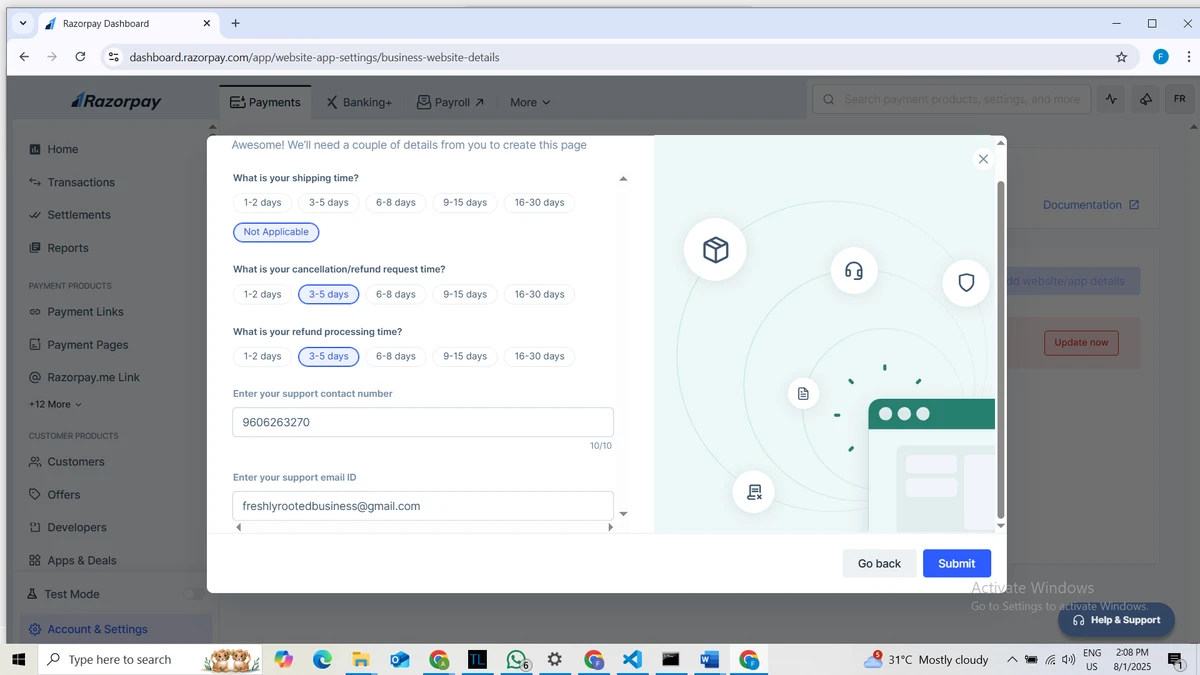 Razorpay Dashboard
dashboard.razorpay.com/app/website-app-settings/business-website-details
F
Razorpay
Payments
Banking+
Payroll
More
Search payment products, settings, and more
FR
Home
Transactions
Settlements
Reports
PAYMENT PRODUCTS
Payment Links
Payment Pages
Razorpay.me Link
+12 More
CUSTOMER PRODUCTS
Customers
Offers
Developers
Apps & Deals
Test Mode
Account & Settings
Awesome! We'll need a couple of details from you to create this page
What is your shipping time?
1-2 days 3-5 days 6-8 days 9-15 days 16-30 days
Not Applicable
What is your cancellation/refund request time?
1-2 days 3-5 days 6-8 days 9-15 days 16-30 days
What is your refund processing time?
1-2 days 3-5 days 6-8 days 9-15 days 16-30 days
Enter your support contact number
9606263270
10/10
Enter your support email ID
freshlyrootedbusiness@gmail.com
Go back
Submit
Documentation
website/app details
Update now
Activate Windows
Go to Settings to activate Windows.
Help & Support
Type here to search
TL
6
5
31°C Mostly cloudy
ENG
US
2:08 PM
8/1/2025
1